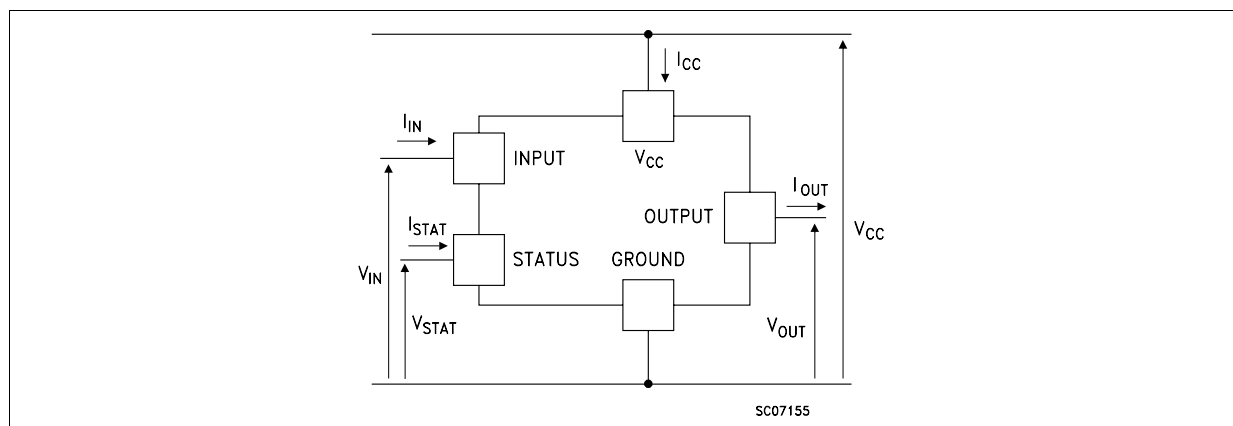 I_CC
I_IN
INPUT
V_CC
I_OUT
OUTPUT
V_CC
I_STAT
STATUS
GROUND
V_IN
V_STAT
V_OUT
SC07155